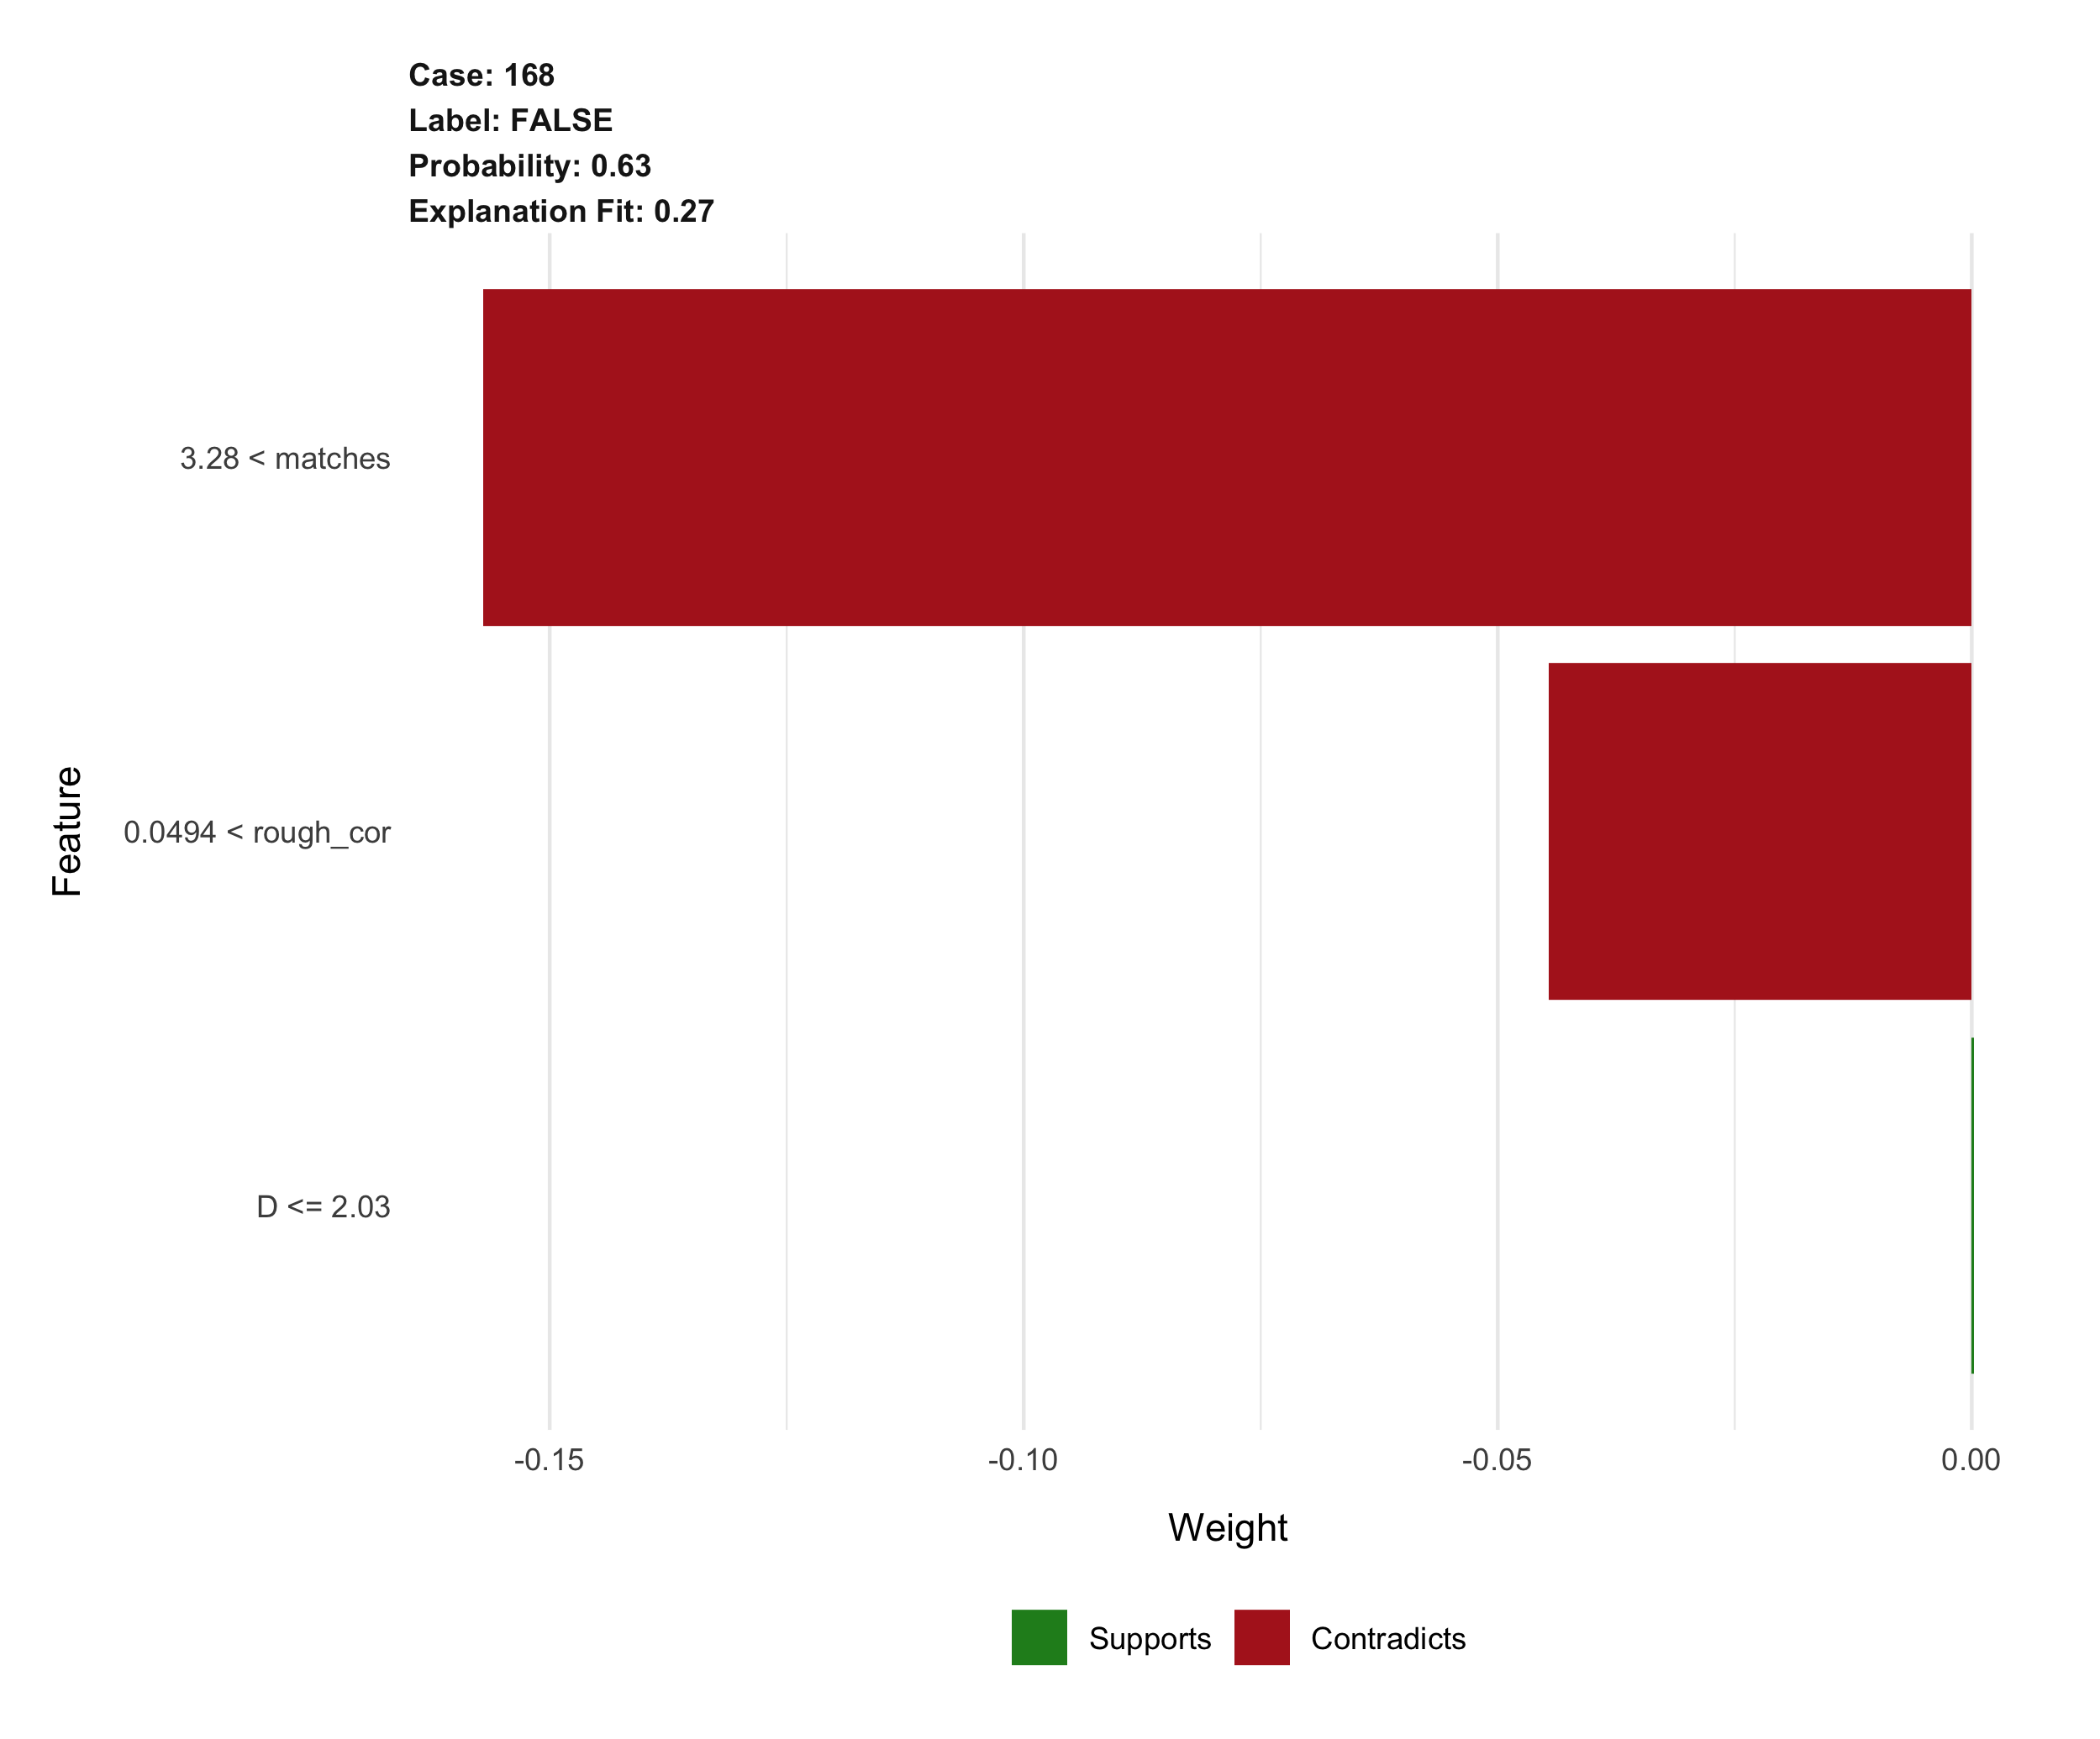 Case: 168
Label: FALSE
Probability: 0.63
Explanation Fit: 0.27
3.28 < matches
0.0494 < rough_cor
D <= 2.03
Feature
-0.15 -0.10 -0.05 0.00
Weight
Supports Contradicts